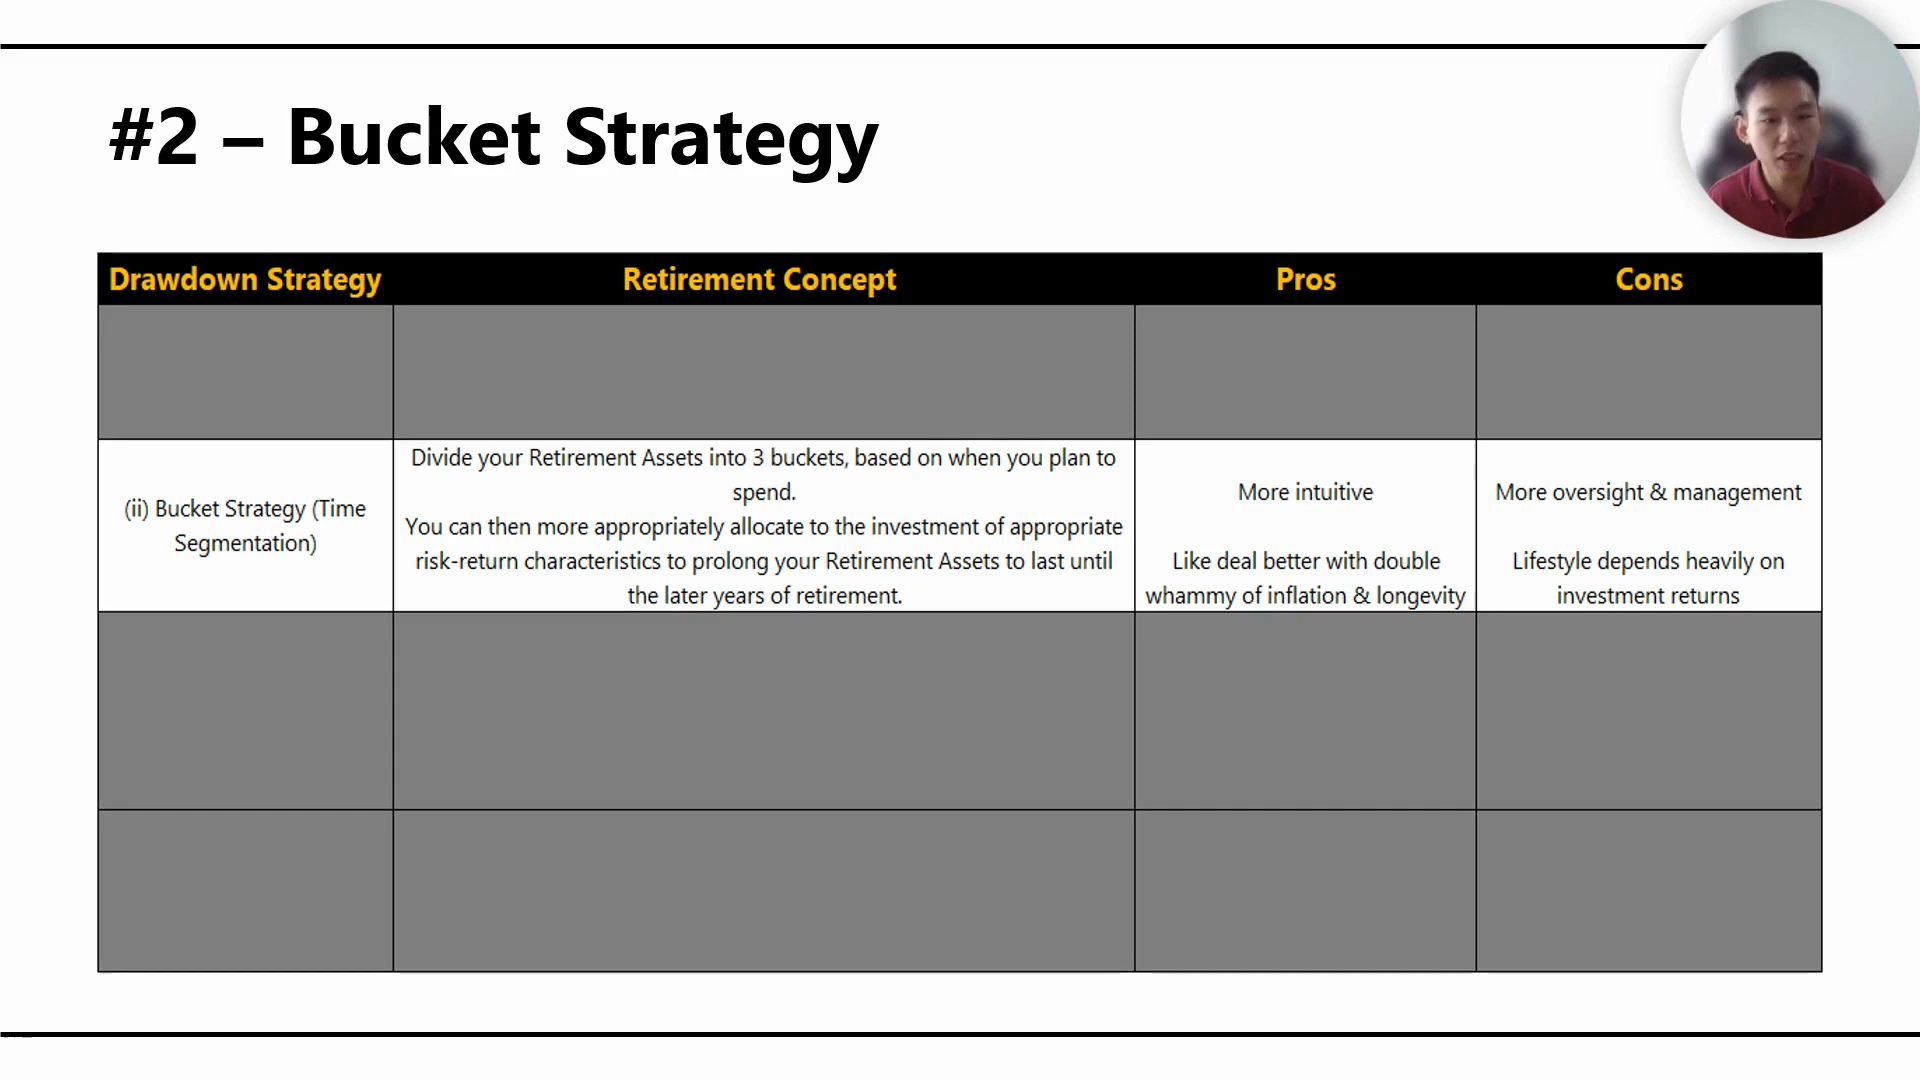 #2 – Bucket Strategy
Drawdown Strategy
Retirement Concept
Pros
Cons
(ii) Bucket Strategy (Time
Segmentation)
Divide your Retirement Assets into 3 buckets, based on when you plan to
spend.
You can then more appropriately allocate to the investment of appropriate
risk-return characteristics to prolong your Retirement Assets to last until
the later years of retirement.
More intuitive
Like deal better with double
whammy of inflation & longevity
More oversight & management
Lifestyle depends heavily on
investment returns